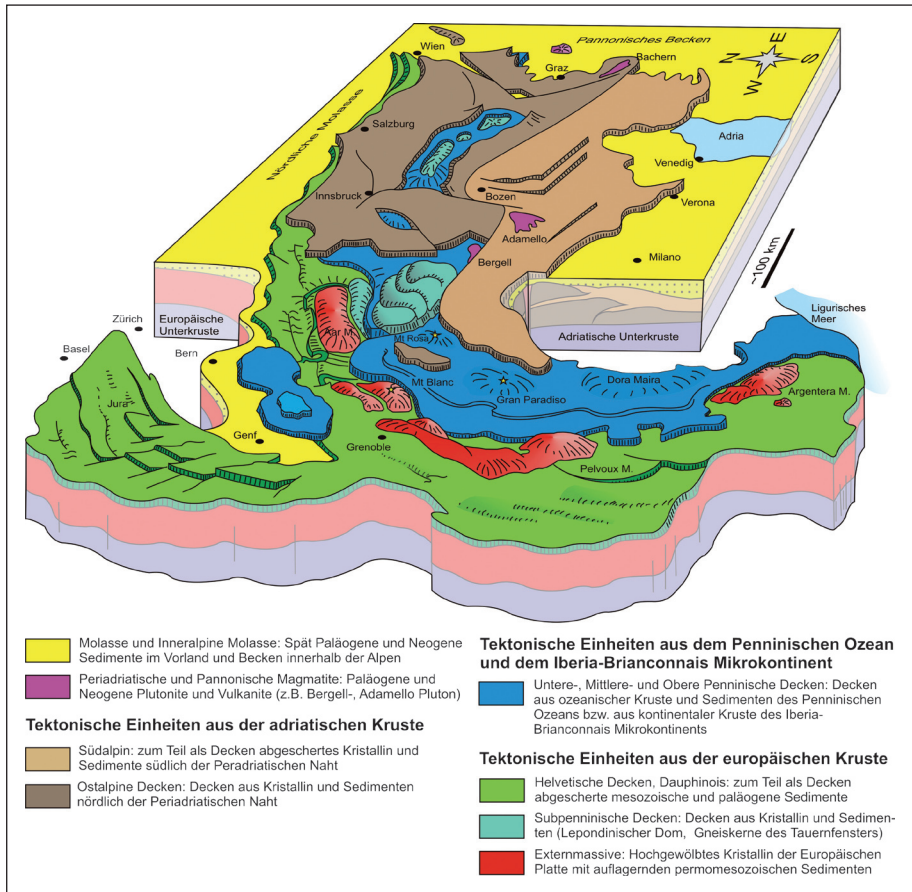 Pannonisches Becken
Wien
Graz
Bachern
N
E
S
W
Nördliche Molasse
Salzburg
Adria
Venedig
Innsbruck
Bozen
Verona
Adamello
Milano
Bergell
~100 km
Europäische
Unterkruste
Adriatische Unterkruste
Ligurisches
Meer
Zürich
Basel
Bern
Aar M.
Mt Rosa
Mt Blanc
Gran Paradiso
Dora Maira
Argentera M.
Jura
Genf
Grenoble
Pelvoux M.
Molasse und Inneralpine Molasse: Spät Paläogene und Neogene
Sedimente im Vorland und Becken innerhalb der Alpen
Periadriatische und Pannonische Magmatite: Paläogene und
Neogene Plutonite und Vulkanite (z.B. Bergell-, Adamello Pluton)
Tektonische Einheiten aus der adriatischen Kruste
Südalpin: zum Teil als Decken abgeschertes Kristallin und
Sedimente südlich der Peradriatischen Naht
Ostalpine Decken: Decken aus Kristallin und Sedimenten
nördlich der Periadriatischen Naht
Tektonische Einheiten aus dem Penninischen Ozean
und dem Iberia-Brianconnais Mikrokontinent
Untere-, Mittlere- und Obere Penninische Decken: Decken
aus ozeanischer Kruste und Sedimenten des Penninischen
Ozeans bzw. aus kontinentaler Kruste des Iberia-
Brianconnais Mikrokontinents
Tektonische Einheiten aus der europäischen Kruste
Helvetische Decken, Dauphinois: zum Teil als Decken
abgescherte mesozoische und paläogene Sedimente
Subpenninische Decken: Decken aus Kristallin und Sedimen-
ten (Lepondinischer Dom, Gneiskerne des Tauernfensters)
Externmassive: Hochgewölbtes Kristallin der Europäischen
Platte mit auflagernden permomesozoischen Sedimenten